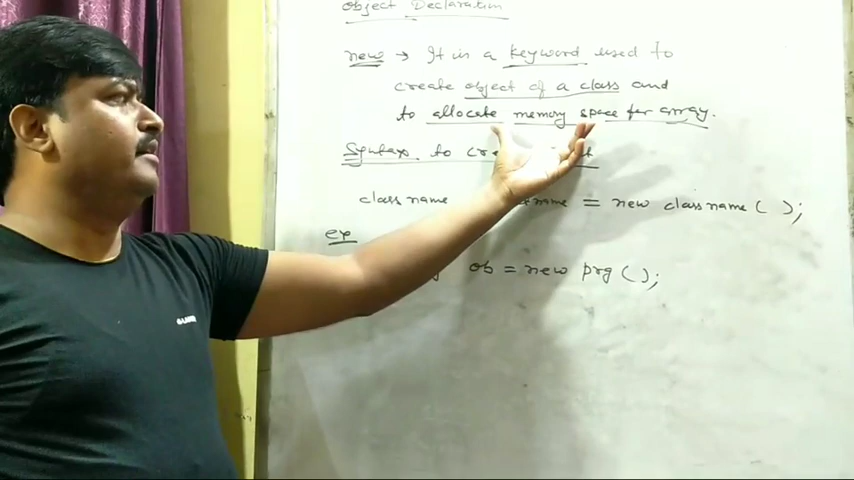 object Declaration
new → It is a keyword used to
create object of a class and
to allocate memory space for array.
Syntax to
class name = new class name ( );
ex
ob = new prg ( );